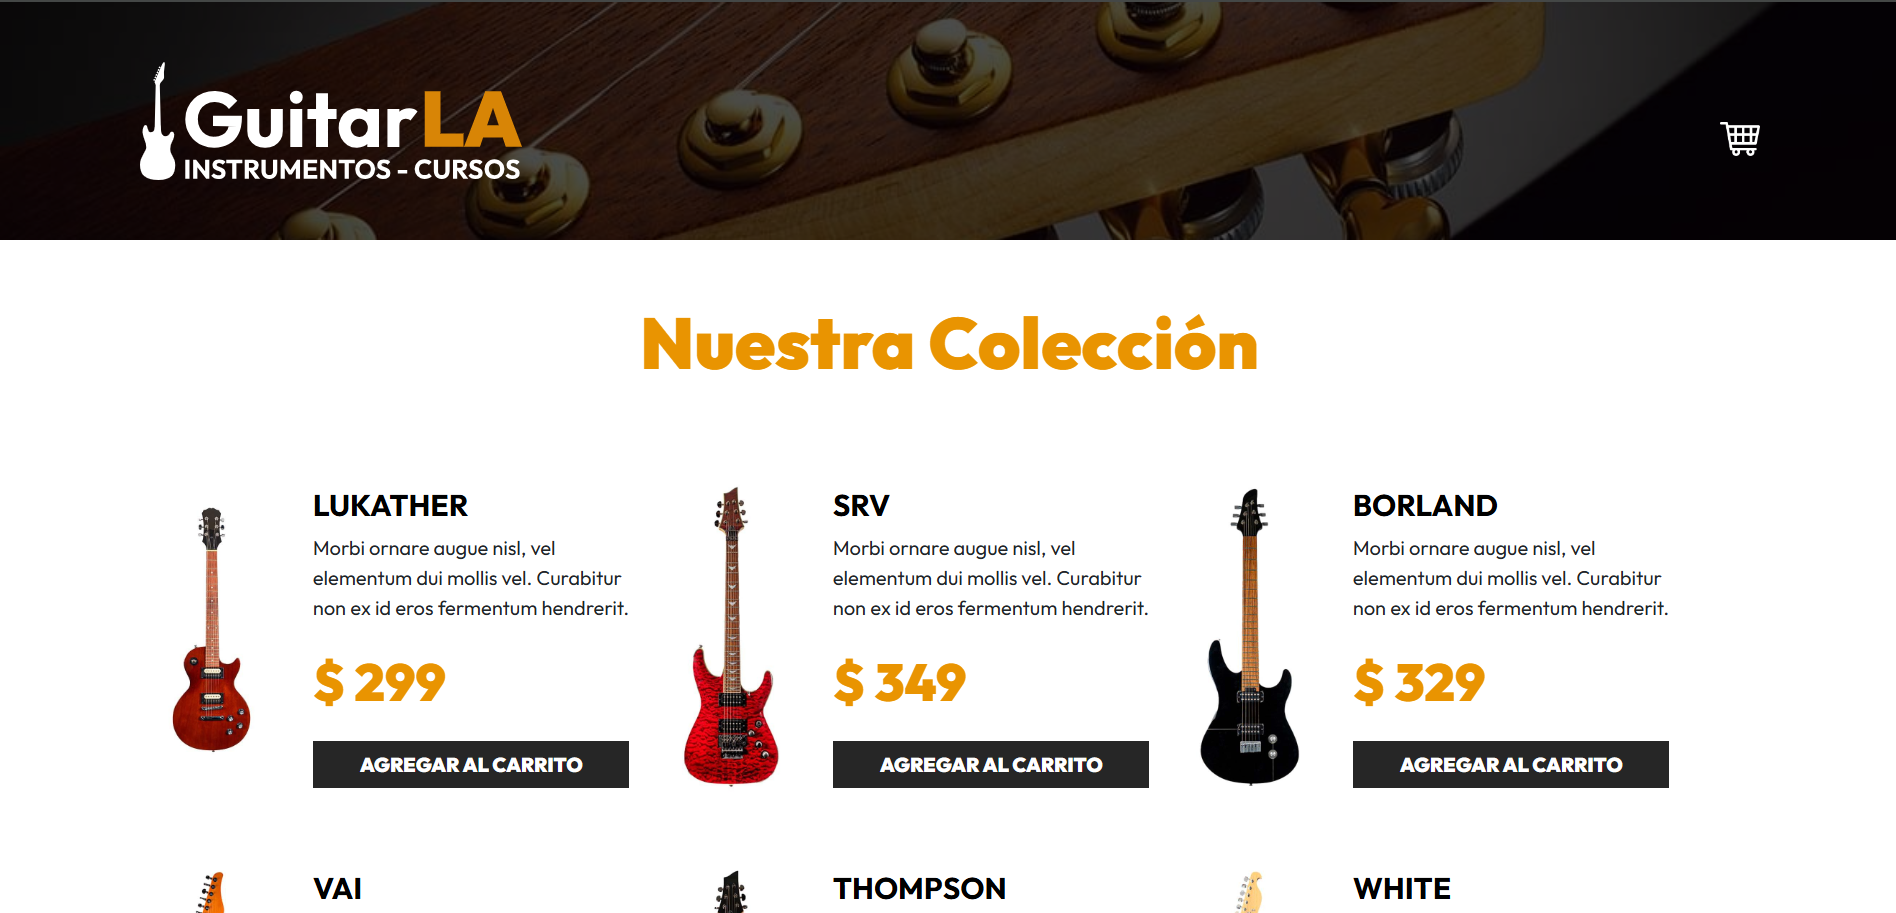 GuitarLA
INSTRUMENTOS - CURSOS
Nuestra Colección
LUKATHER
Morbi ornare augue nisl, vel
elementum dui mollis vel. Curabitur
non ex id eros fermentum hendrerit.
$ 299
AGREGAR AL CARRITO
SRV
Morbi ornare augue nisl, vel
elementum dui mollis vel. Curabitur
non ex id eros fermentum hendrerit.
$ 349
AGREGAR AL CARRITO
BORLAND
Morbi ornare augue nisl, vel
elementum dui mollis vel. Curabitur
non ex id eros fermentum hendrerit.
$ 329
AGREGAR AL CARRITO
VAI
THOMPSON
WHITE